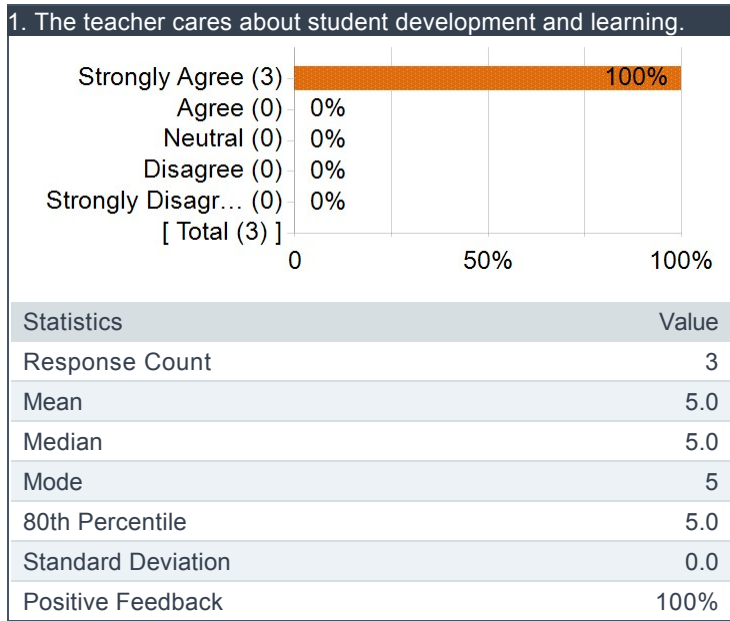 1. The teacher cares about student development and learning.
Strongly Agree (3) 100%
Agree (0) 0%
Neutral (0) 0%
Disagree (0) 0%
Strongly Disagr... (0) 0%
[ Total (3) ]
0 50% 100%
Statistics Value
Response Count 3
Mean 5.0
Median 5.0
Mode 5
80th Percentile 5.0
Standard Deviation 0.0
Positive Feedback 100%